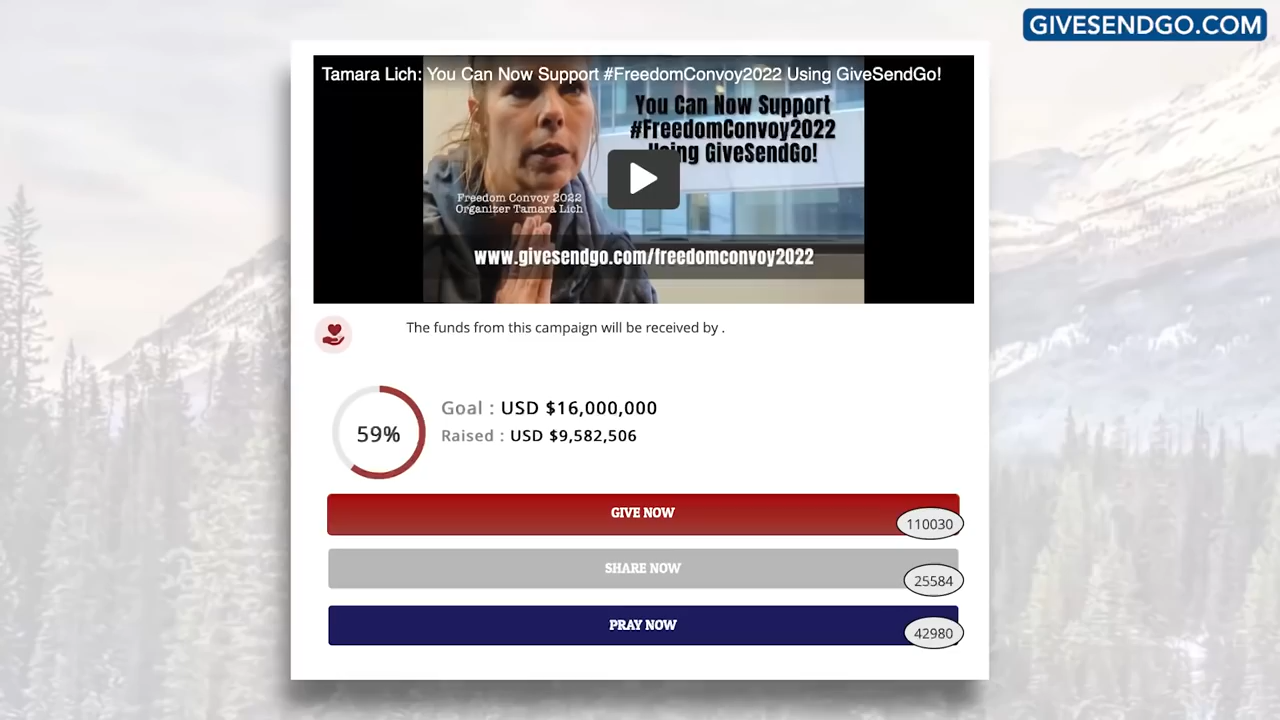 GIVESENDGO.COM
Tamara Lich: You Can Now Support #FreedomConvoy2022 Using GiveSendGo!
You Can Now Support
#FreedomConvoy2022
Using GiveSendGo!
Freedom Convoy 2022
Organizer Tamara Lich
www.givesendgo.com/freedomconvoy2022
The funds from this campaign will be received by .
59%
Goal : USD $16,000,000
Raised : USD $9,582,506
GIVE NOW
110030
SHARE NOW
25584
PRAY NOW
42980